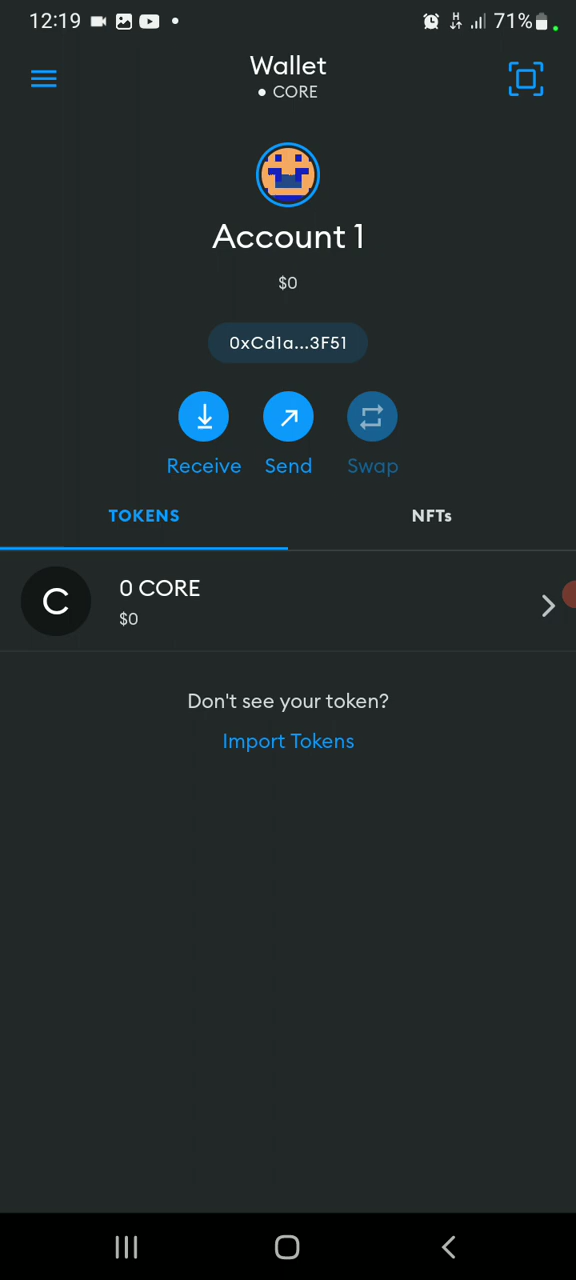 12:19 71%
Wallet
• CORE
Account 1
$0
0xCd1a...3F51
Receive Send Swap
TOKENS NFTs
C
0 CORE
$0
Don't see your token?
Import Tokens